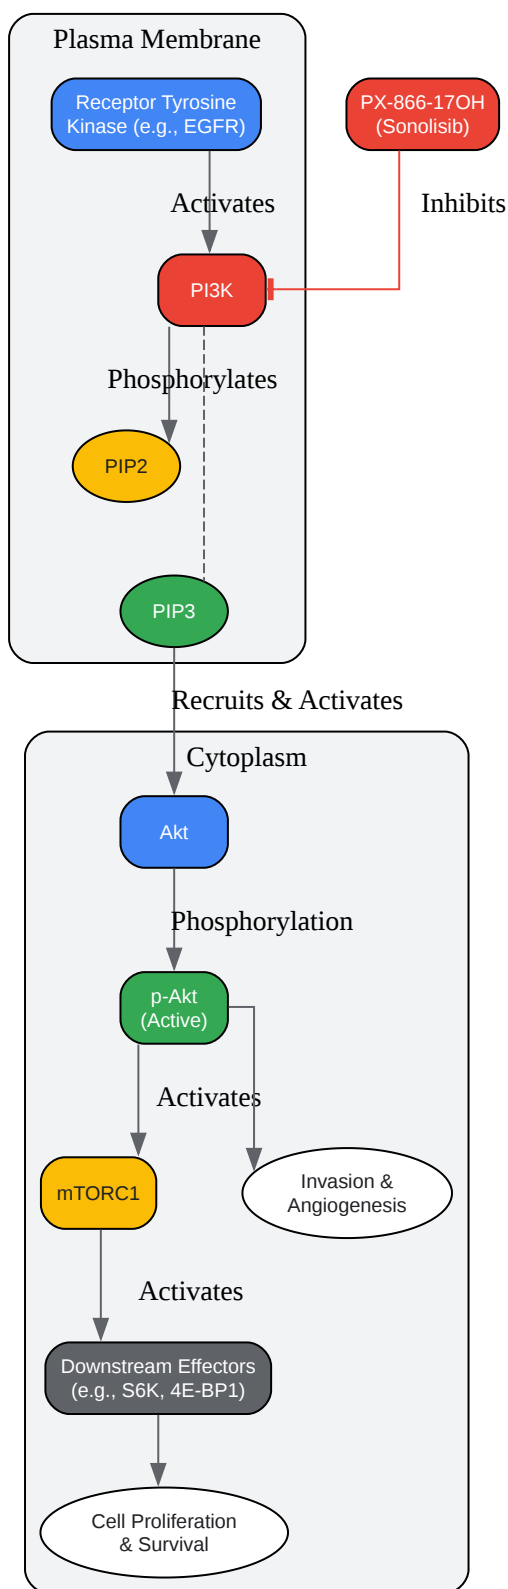 Plasma Membrane
Receptor Tyrosine
Kinase (e.g., EGFR)
PX-866-17OH
(Sonolisib)
Activates
Inhibits
PI3K
Phosphorylates
PIP2
PIP3
Recruits & Activates
Cytoplasm
Akt
Phosphorylation
p-Akt
(Active)
Activates
mTORC1
Invasion &
Angiogenesis
Activates
Downstream Effectors
(e.g., S6K, 4E-BP1)
Cell Proliferation
& Survival